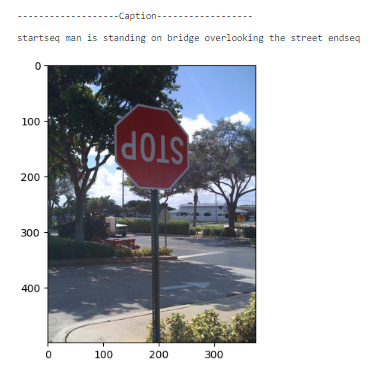 -------------------Caption------------------
startseq man is standing on bridge overlooking the street endseq
0
100
STOP
200
300
400
0 100 200 300